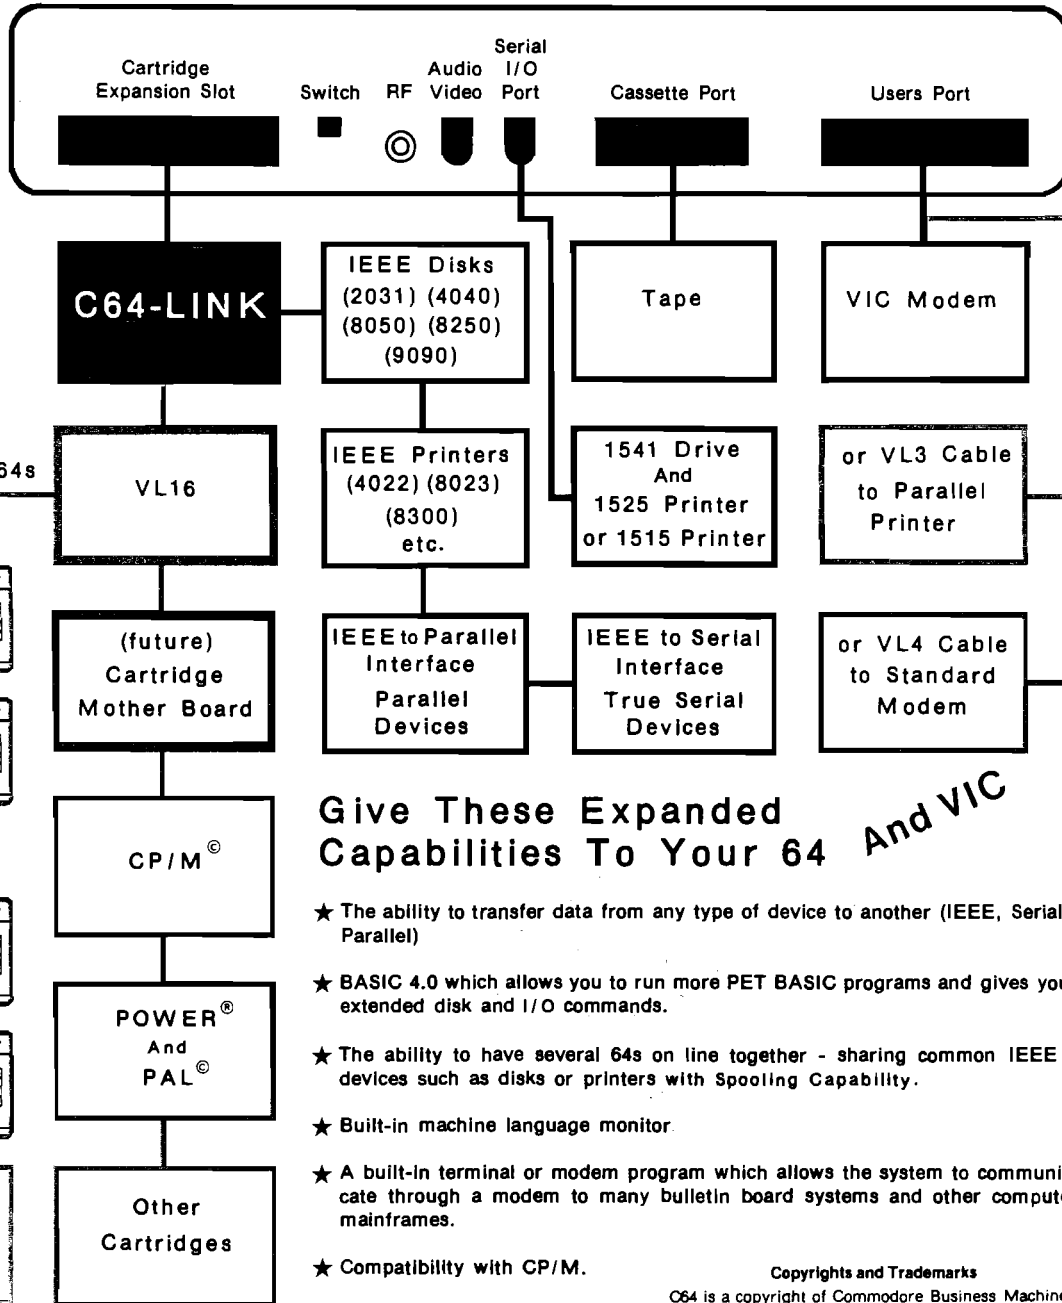 Cartridge
Expansion Slot
Switch
RF
Audio
Video
Serial
I/O
Port
Cassette Port
Users Port
C64-LINK
IEEE Disks
(2031) (4040)
(8050) (8250)
(9090)
Tape
VIC Modem
64s
VL16
IEEE Printers
(4022) (8023)
(8300)
etc.
1541 Drive
And
1525 Printer
or 1515 Printer
or VL3 Cable
to Parallel
Printer
(future)
Cartridge
Mother Board
IEEE to Parallel
Interface
Parallel
Devices
IEEE to Serial
Interface
True Serial
Devices
or VL4 Cable
to Standard
Modem
CP/M©
POWER®
And
PAL©
Other
Cartridges
Give These Expanded
Capabilities To Your 64
And VIC
★ The ability to transfer data from any type of device to another (IEEE, Serial
Parallel)
★ BASIC 4.0 which allows you to run more PET BASIC programs and gives you
extended disk and I/O commands.
★ The ability to have several 64s on line together - sharing common IEEE
devices such as disks or printers with Spooling Capability.
★ Built-in machine language monitor
★ A built-in terminal or modem program which allows the system to communi
cate through a modem to many bulletin board systems and other compute
mainframes.
★ Compatibility with CP/M.
Copyrights and Trademarks
C64 is a copyright of Commodore Business Machine